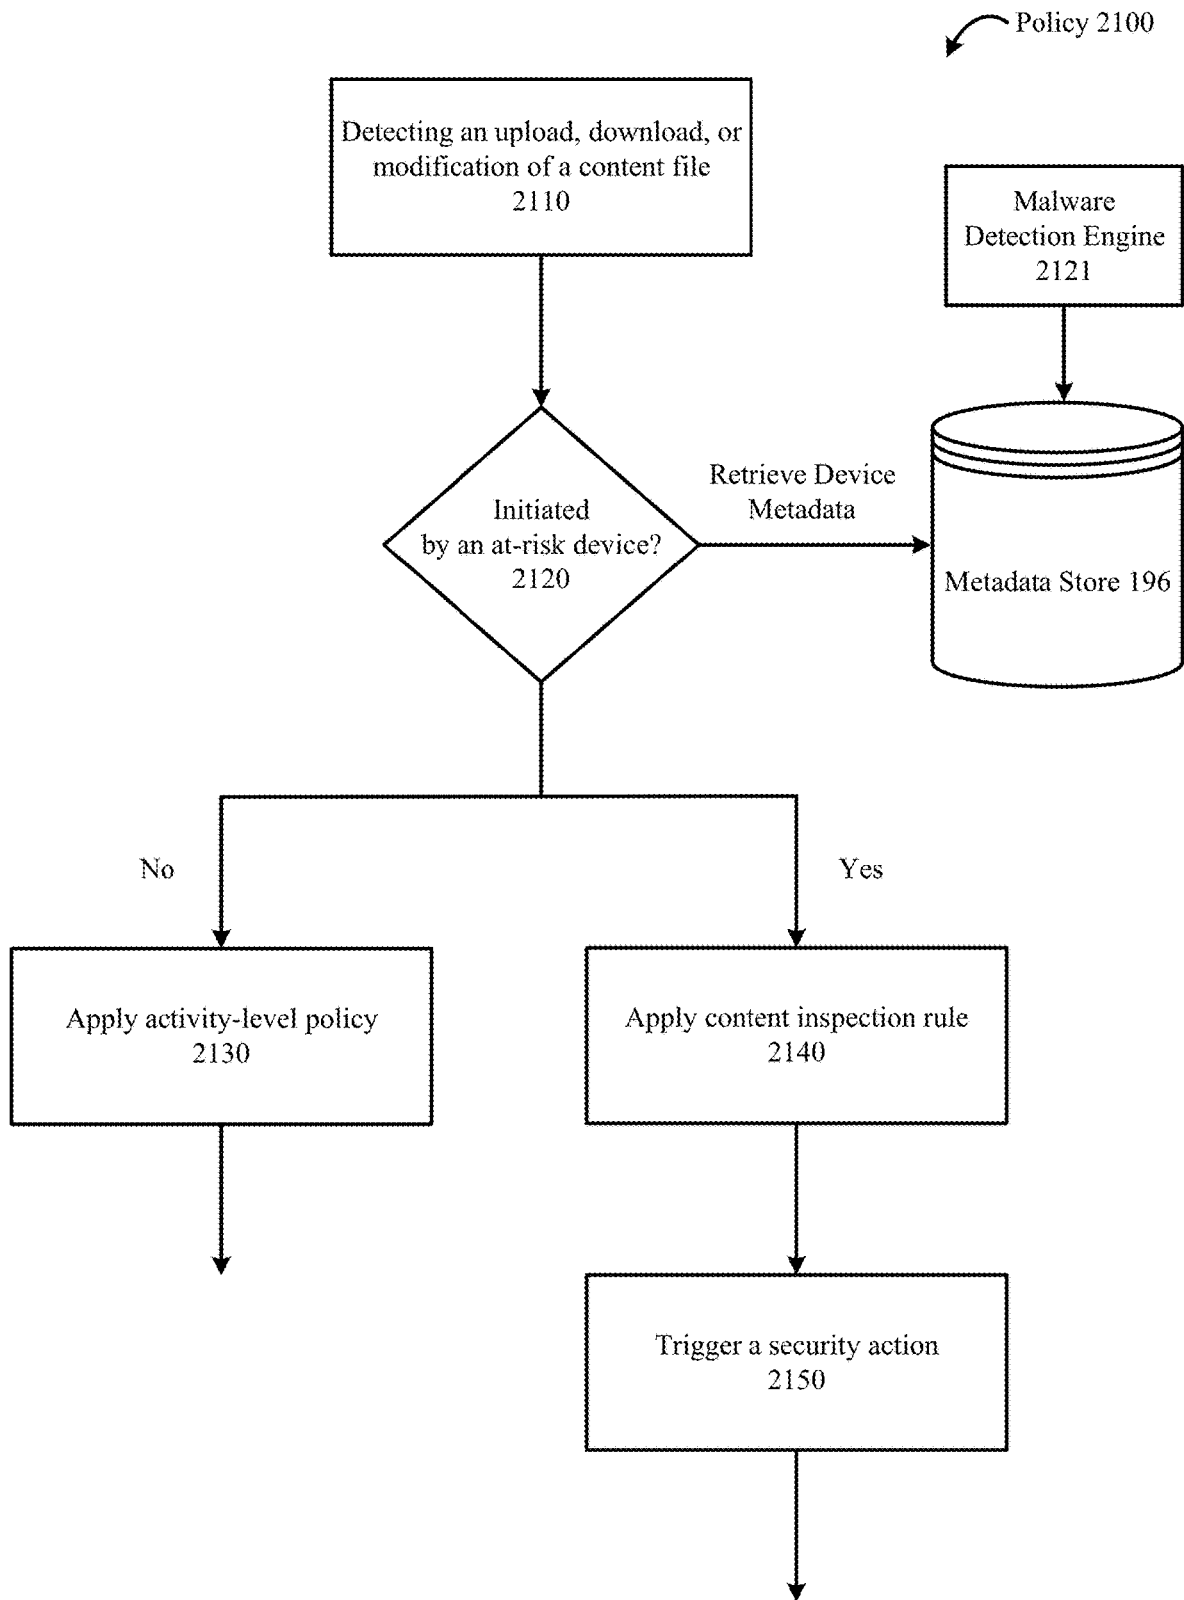 Policy 2100
Detecting an upload, download, or
modification of a content file
2110
Malware
Detection Engine
2121
Retrieve Device
Metadata
Initiated
by an at-risk device?
2120
Metadata Store 196
No
Yes
Apply activity-level policy
2130
Apply content inspection rule
2140
Trigger a security action
2150